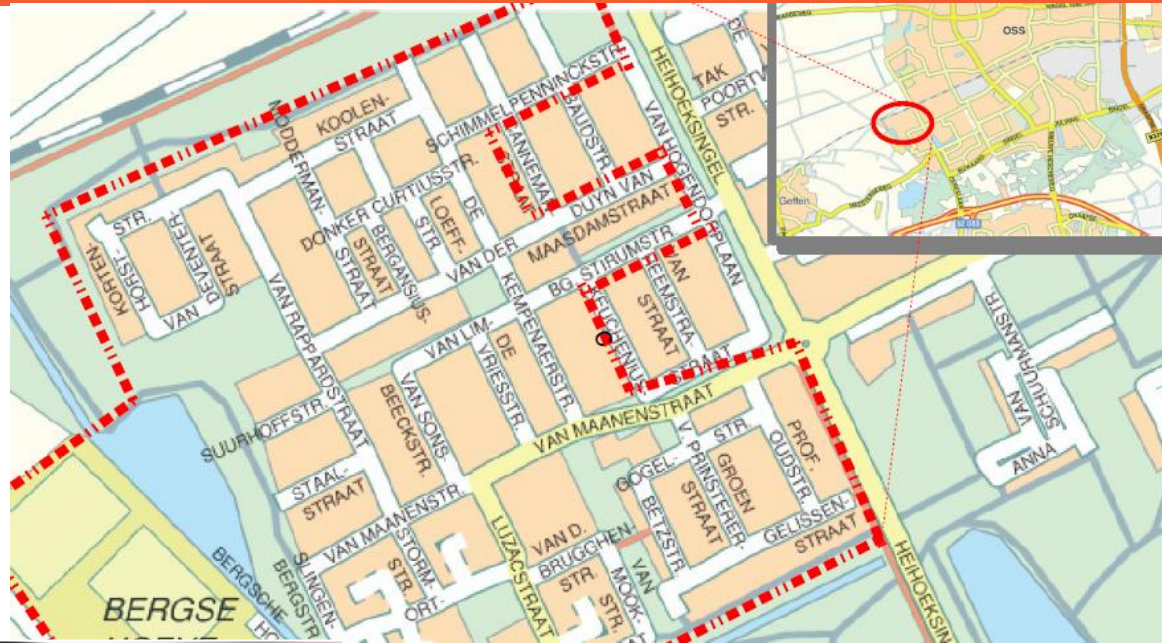 OSS
Geffen
HEIHOEKSINGEL
TAK
POORTV
STR.
DE
KOOLEN-
STRAAT
SCHIMMELPENNINCKSTR.
MODDERMAN-
STRAAT
DONKER CURTIUSSTR.
BAUDSTR.
VAN HOGENDORPLAAN
STRAAT
DUYN VAN
MAASDAMSTRAAT
VAN DER
LOEFF-
STR.
DE
KEMPENAERSTR.
STRAAT
KORTEN-
HORST-
STR.
VAN
DEVENTER-
STRAAT
VAN RAPPARDSTRAAT
BG. STIRUMSTR.
VAN
HEEMSTRA-
STRAAT
STRAAT
VAN LIM-
DE
VRIESSTR.
VAN SONS
BEECKSTR.
SUURHOFFSTR.
STAAL-
STRAAT
VAN MAANENSTR.
VAN MAANENSTRAAT
STORM-
STR.
ORT-
LUZACSTRAAT
VAN D.
BRUGGHEN-
STR.
MOOK-
STR.
VAN
GOGEL-
STR.
BETZSTR.
V. PRINSTERER-
GROEN
STRAAT
PROF.
OUDSTR.
GELISSEN-
STRAAT
HEIHOEKSIN
VAN
SCHUURMANSTR.
ANNA
SLINGEN-
BERGSTR.
BERGSCHE
BERGSE